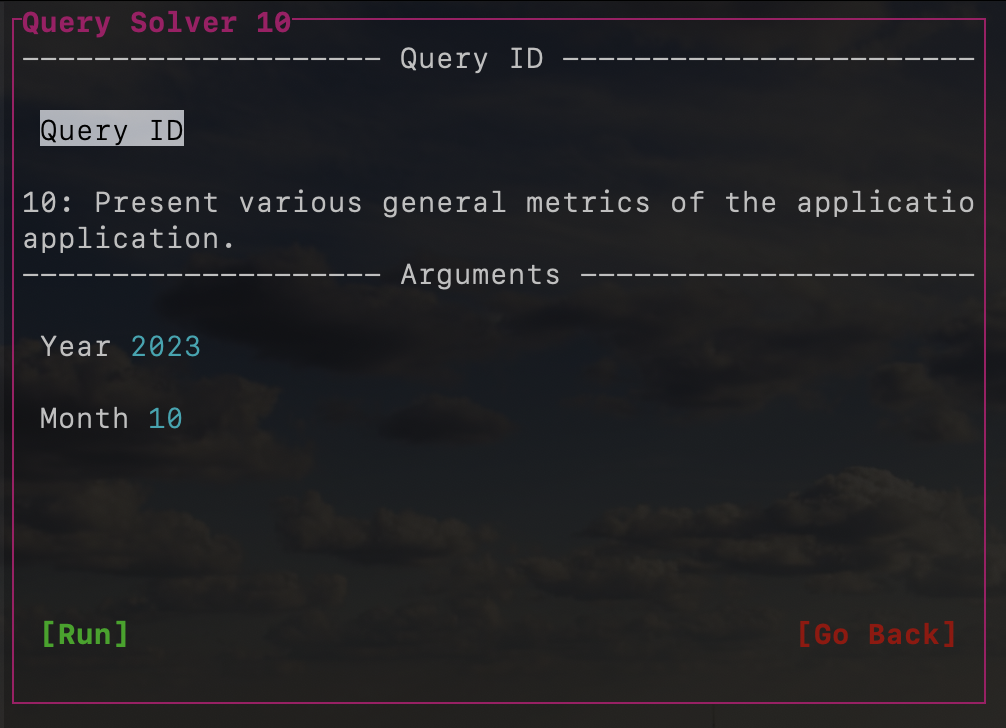 Query Solver 10
Query ID
Query ID
10: Present various general metrics of the applicatio
application.
Arguments
Year 2023
Month 10
[Run] [Go Back]